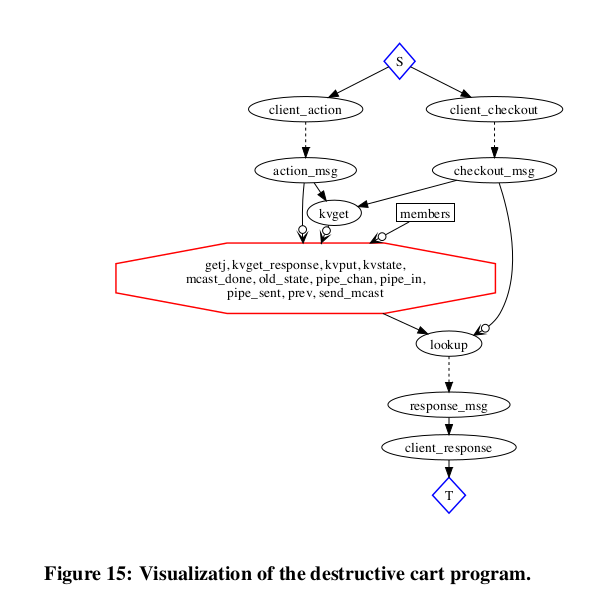 S
client_action
client_checkout
action_msg
checkout_msg
kvget
members
getj, kvget_response, kvput, kvstate,
mcast_done, old_state, pipe_chan, pipe_in,
pipe_sent, prev, send_mcast
lookup
response_msg
client_response
T
Figure 15: Visualization of the destructive cart program.